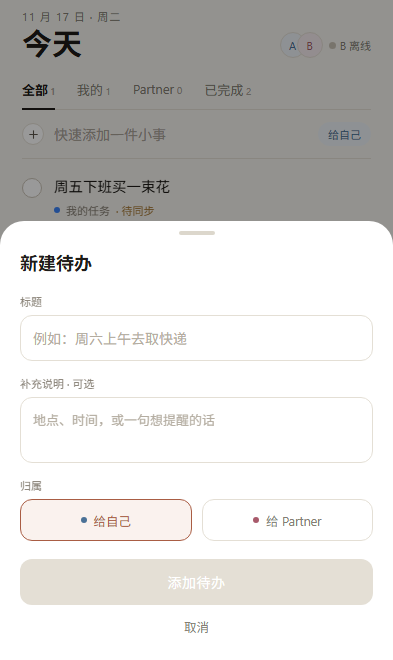 11 月 17 日 · 周二
今天
A B B 离线
全部 1 我的 1 Partner 0 已完成 2
+ 快速添加一件小事 给自己
周五下班买一束花
我的任务 · 待同步
新建待办
标题
例如：周六上午去取快递
补充说明 · 可选
地点、时间，或一句想提醒的话
归属
给自己 给 Partner
添加待办
取消